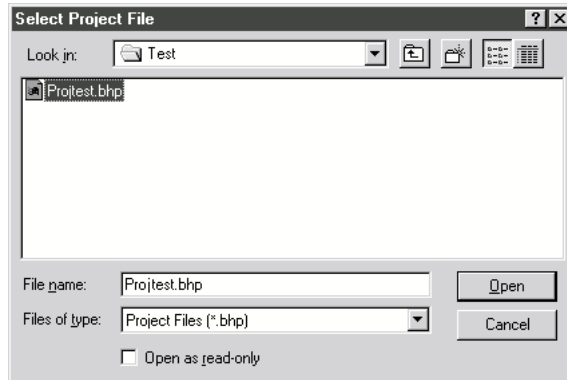 Select Project File
Look in: Test
Projtest.bhp
File name: Projtest.bhp
Open
Files of type: Project Files (*.bhp)
Cancel
Open as read-only